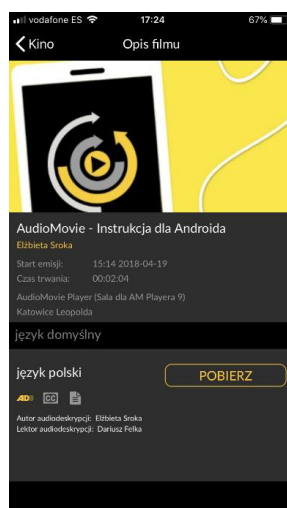 vodafone ES 17:24 67%
Kino Opis filmu
AudioMovie - Instrukcja dla Androida
Elżbieta Sroka
Start emisji: 15:14 2018-04-19
Czas trwania: 00:02:04
AudioMovie Player (Sala dla AM Playera 9)
Katowice Leopolda
język domyślny
język polski POBIERZ
AD CC
Autor audiodeskrypcji: Elżbieta Sroka
Lektor audiodeskrypcji: Dariusz Felka